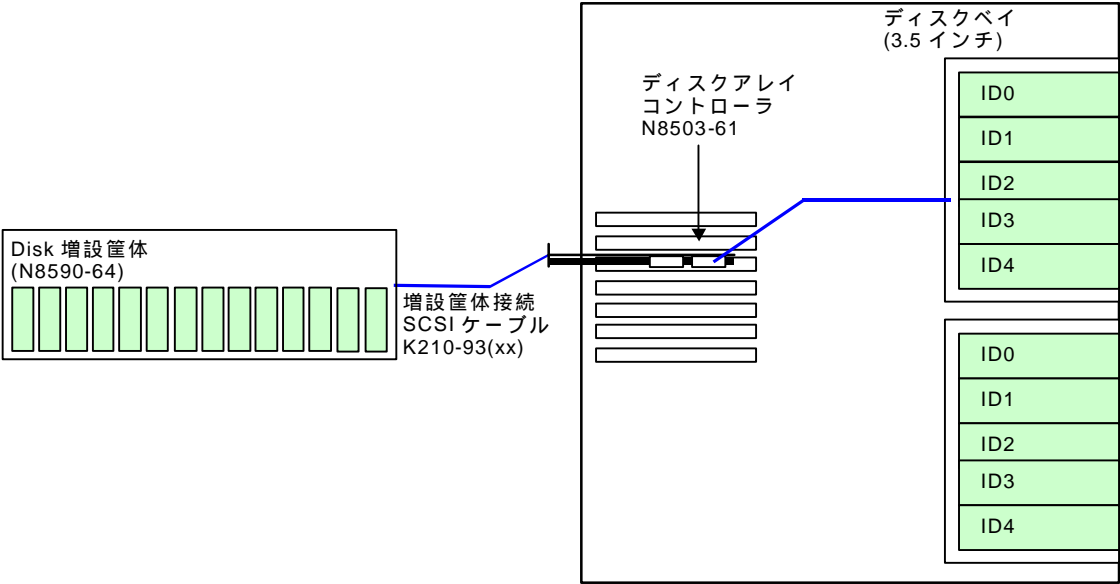 ディスクベイ
(3.5 インチ)
ディスクアレイ
コントローラ
N8503-61
ID0
ID1
ID2
ID3
ID4
Disk 増設筐体
(N8590-64)
増設筐体接続
SCSI ケーブル
K210-93(xx)
ID0
ID1
ID2
ID3
ID4